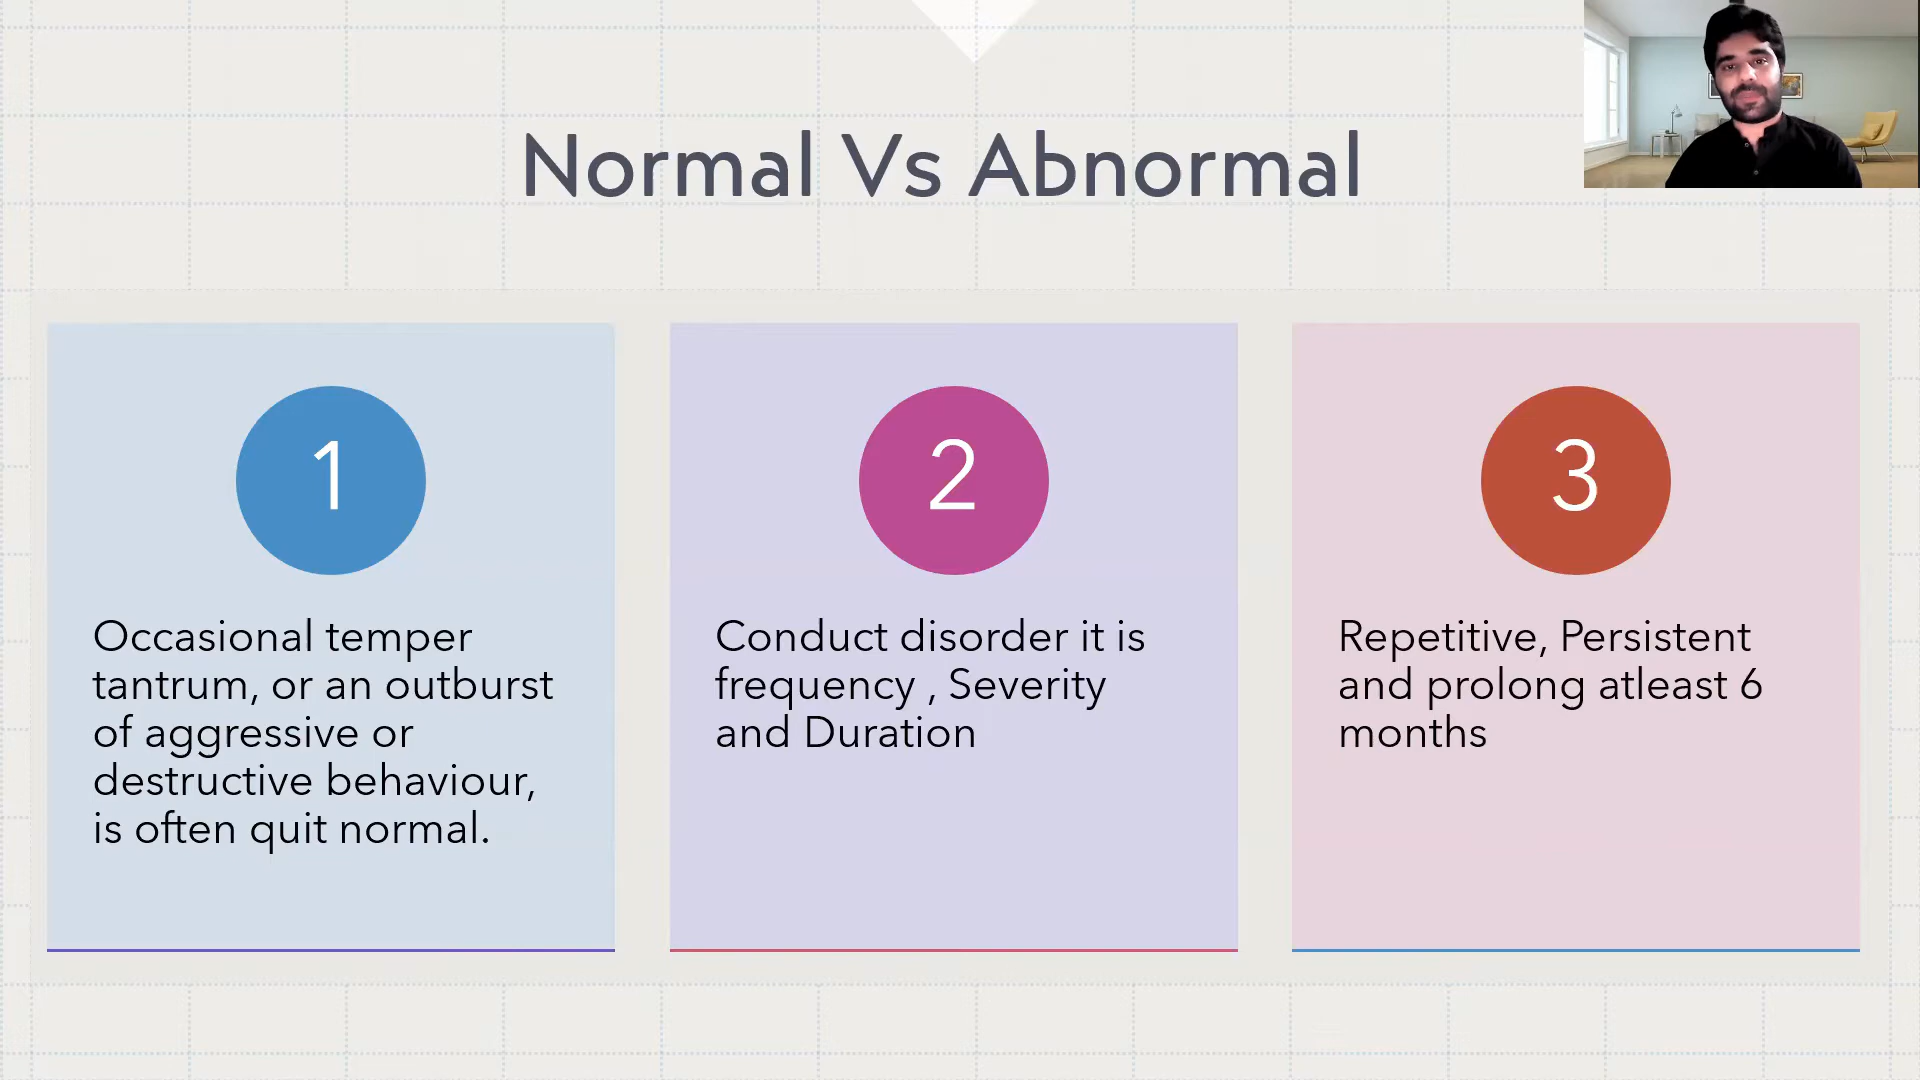 Normal Vs Abnormal
1
Occasional temper
tantrum, or an outburst
of aggressive or
destructive behaviour,
is often quit normal.
2
Conduct disorder it is
frequency , Severity
and Duration
3
Repetitive, Persistent
and prolong atleast 6
months